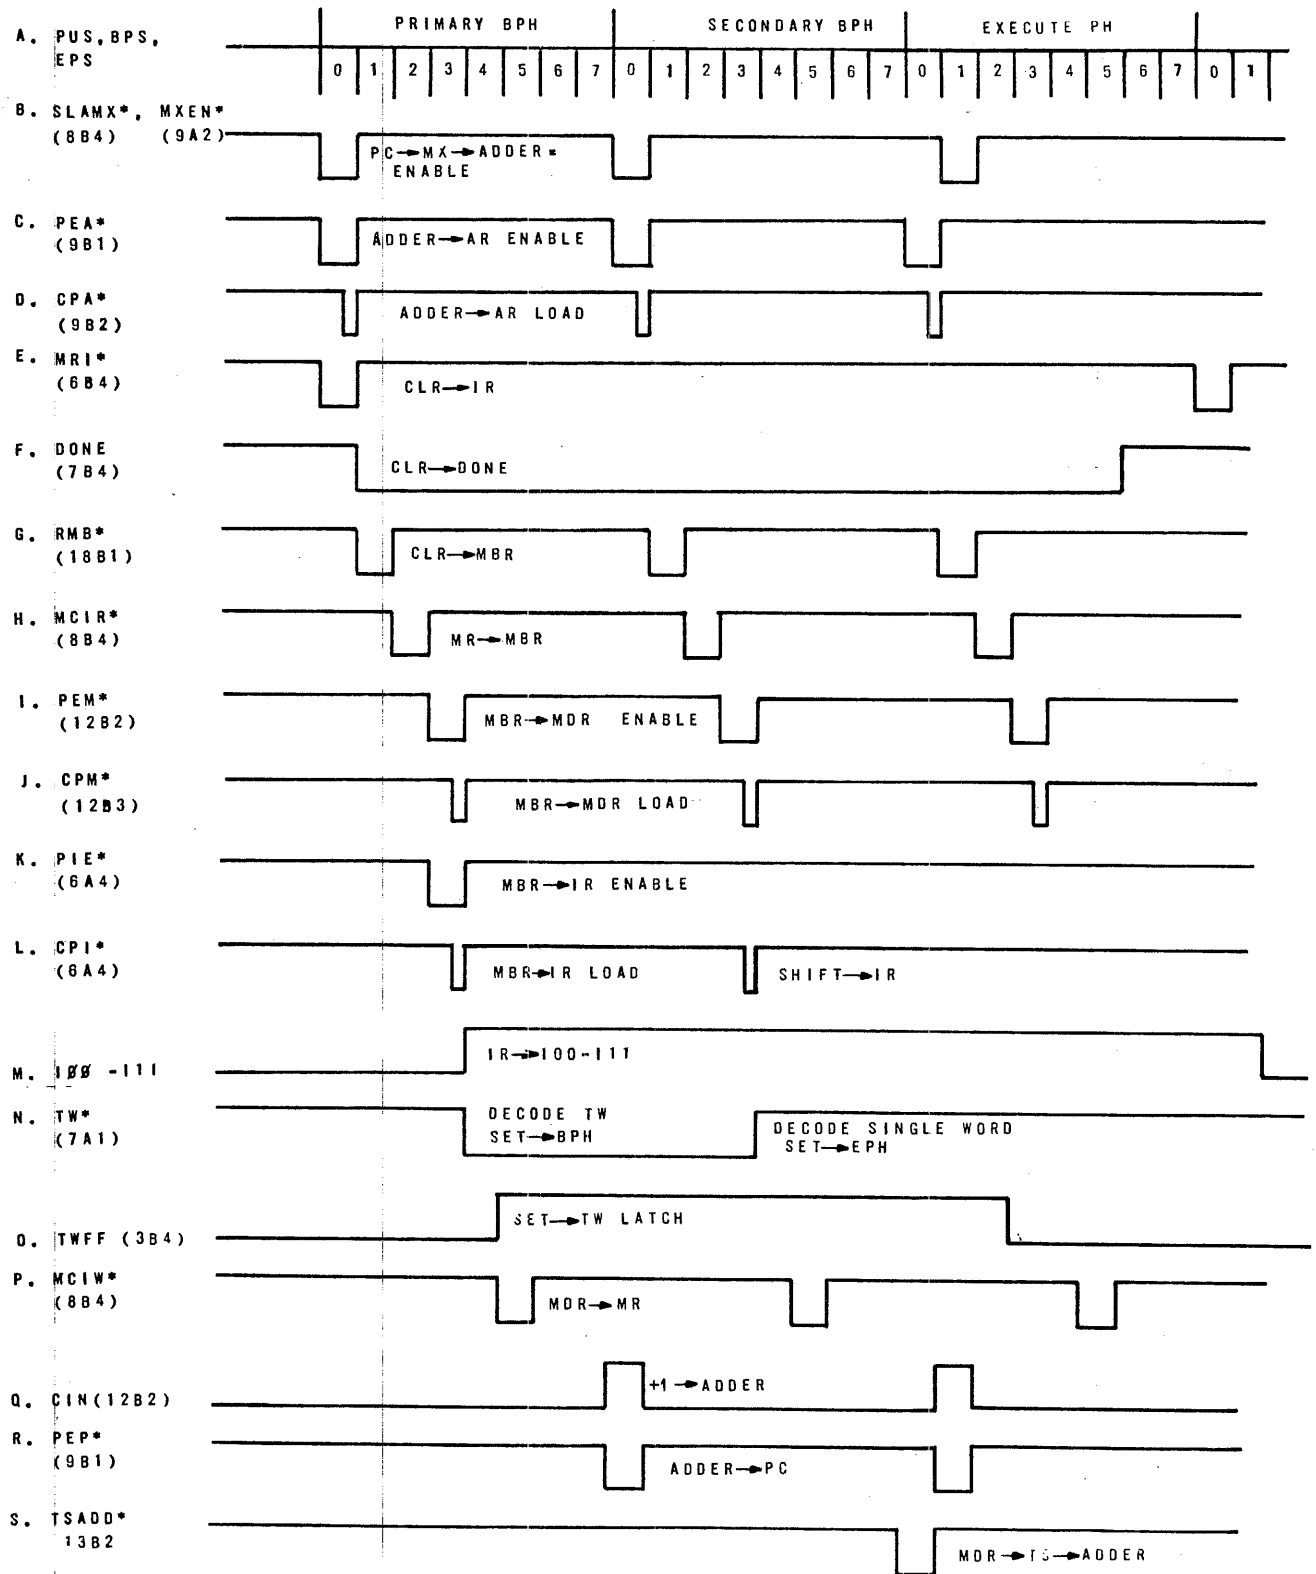 PRIMARY BPH SECONDARY BPH EXECUTE PH
A. PUS, BPS,
EPS
0 1 2 3 4 5 6 7 0 1 2 3 4 5 6 7 0 1 2 3 4 5 6 7 0 1
B. SLAMX*, MXEN*
(8B4) (9A2)
PC→MX→ADDER=
ENABLE
C. PEA*
(9B1)
ADDER→AR ENABLE
D. CPA*
(9B2)
ADDER→AR LOAD
E. MRI*
(6B4)
CLR→IR
F. DONE
(7B4)
CLR→DONE
G. RMB*
(18B1)
CLR→MBR
H. MCIR*
(8B4)
MR→MBR
I. PEM*
(12B2)
MBR→MDR ENABLE
J. CPM*
(12B3)
MBR→MDR LOAD
K. PIE*
(6A4)
MBR→IR ENABLE
L. CPI*
(6A4)
MBR→IR LOAD SHIFT→IR
IR→I00-I11
M. IØØ -I11
N. TW*
(7A1)
DECODE TW
SET→BPH
DECODE SINGLE WORD
SET→EPH
SET→TW LATCH
O. TWFF (3B4)
P. MCIW*
(8B4)
MDR→MR
+1→ADDER
Q. CIN(12B2)
R. PEP*
(9B1)
ADDER→PC
S. TSADD*
13B2
MDR→TS→ADDER